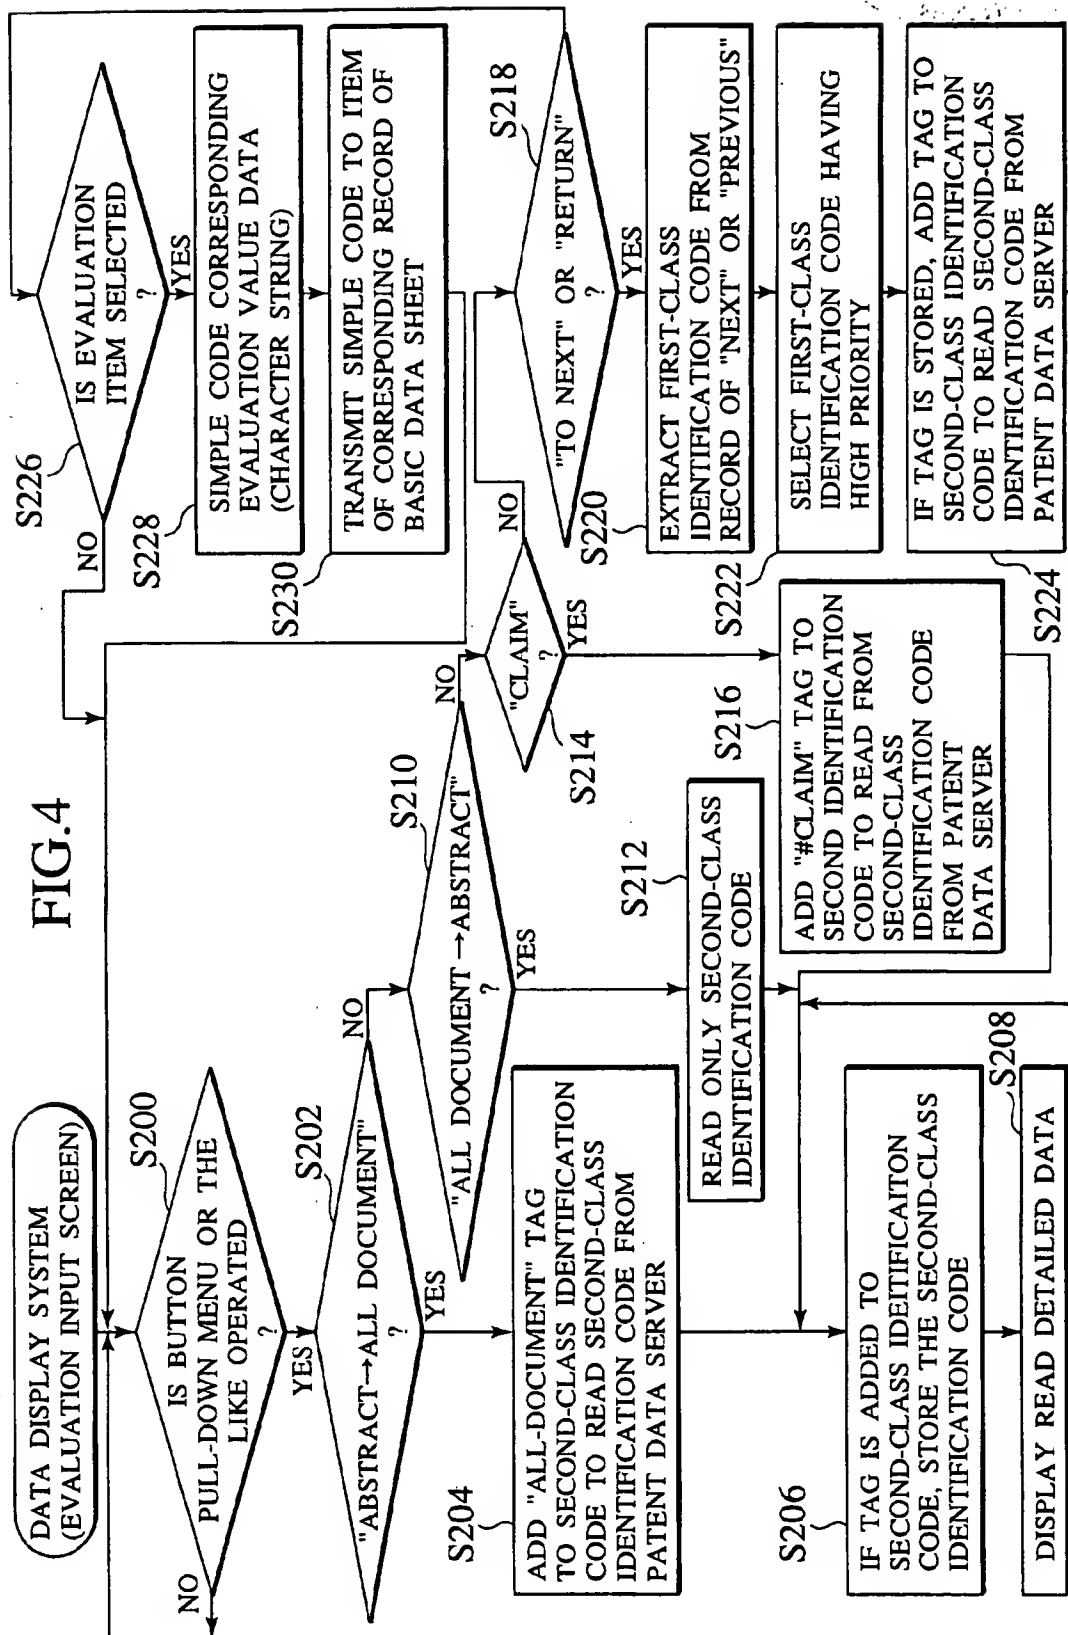 FIG.4
DATA DISPLAY SYSTEM
(EVALUATION INPUT SCREEN)
S200
IS BUTTON
PULL-DOWN MENU OR THE
LIKE OPERATED
?
NO
YES
S202
"ABSTRACT→ALL DOCUMENT"
?
NO
YES
S204
ADD "ALL-DOCUMENT" TAG
TO SECOND-CLASS IDENTIFICATION
CODE TO READ SECOND-CLASS
IDENTIFICATION CODE FROM
PATENT DATA SERVER
S206
IF TAG IS ADDED TO
SECOND-CLASS IDENTIFICAITON
CODE, STORE THE SECOND-CLASS
IDENTIFICATION CODE
S208
DISPLAY READ DETAILED DATA
S210
"ALL DOCUMENT→ABSTRACT"
?
NO
YES
S212
READ ONLY SECOND-CLASS
IDENTIFICATION CODE
S214
"CLAIM"
?
NO
YES
S216
ADD "#CLAIM" TAG TO
SECOND IDENTIFICATION
CODE TO READ FROM
SECOND-CLASS
IDENTIFICATION CODE
FROM PATENT
DATA SERVER
S218
"TO NEXT" OR "RETURN"
?
YES
S220
EXTRACT FIRST-CLASS
IDENTIFICATION CODE FROM
RECORD OF "NEXT" OR "PREVIOUS"
S222
SELECT FIRST-CLASS
IDENTIFICATION CODE HAVING
HIGH PRIORITY
S224
IF TAG IS STORED, ADD TAG TO
SECOND-CLASS IDENTIFICATION
CODE TO READ SECOND-CLASS
IDENTIFICATION CODE FROM
PATENT DATA SERVER
S226
IS EVALUATION
ITEM SELECTED
?
NO
YES
S228
SIMPLE CODE CORRESPONDING
EVALUATION VALUE DATA
(CHARACTER STRING)
S230
TRANSMIT SIMPLE CODE TO ITEM
OF CORRESPONDING RECORD OF
BASIC DATA SHEET